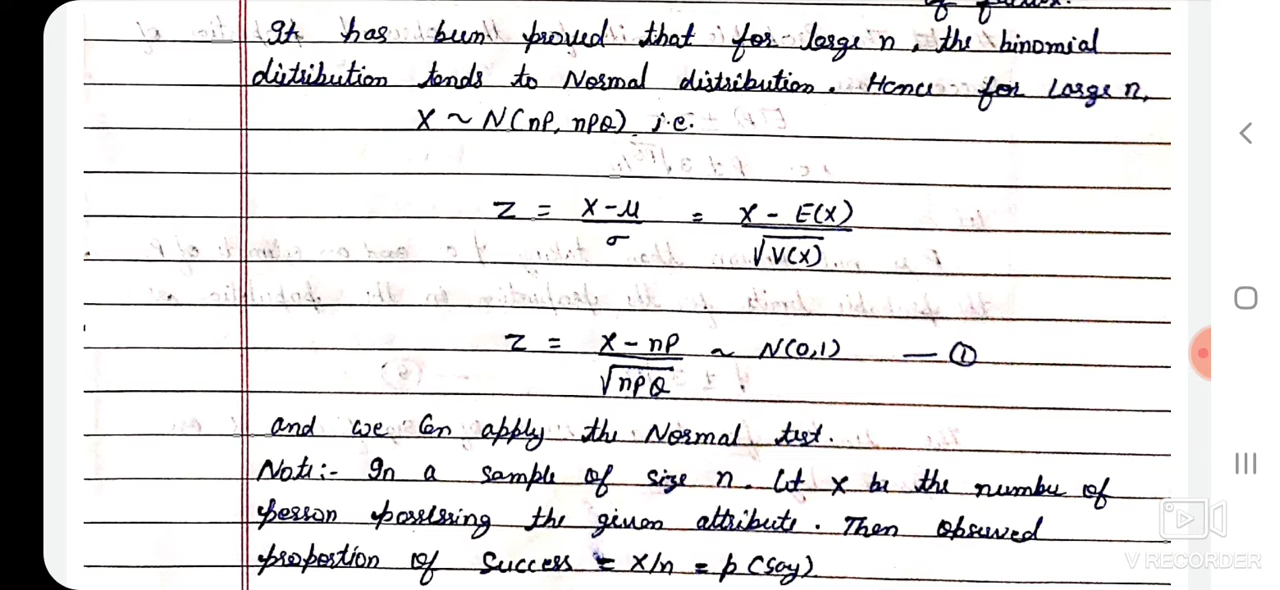 of
It has been proved that for large n, the binomial
distribution tends to Normal distribution. Hence for large n,
X ~ N(nP, nPQ) i.e.
Z = (X - μ)/σ = (X - E(X))/√V(X)
Z = (X - nP)/√nPQ ~ N(0,1) — ①
and we Can apply the Normal test.
Note:- In a sample of size n. let X be the number of
person possessing the given attribute. Then observed
proportion of Success = X/n = p (say)
V RECORDER